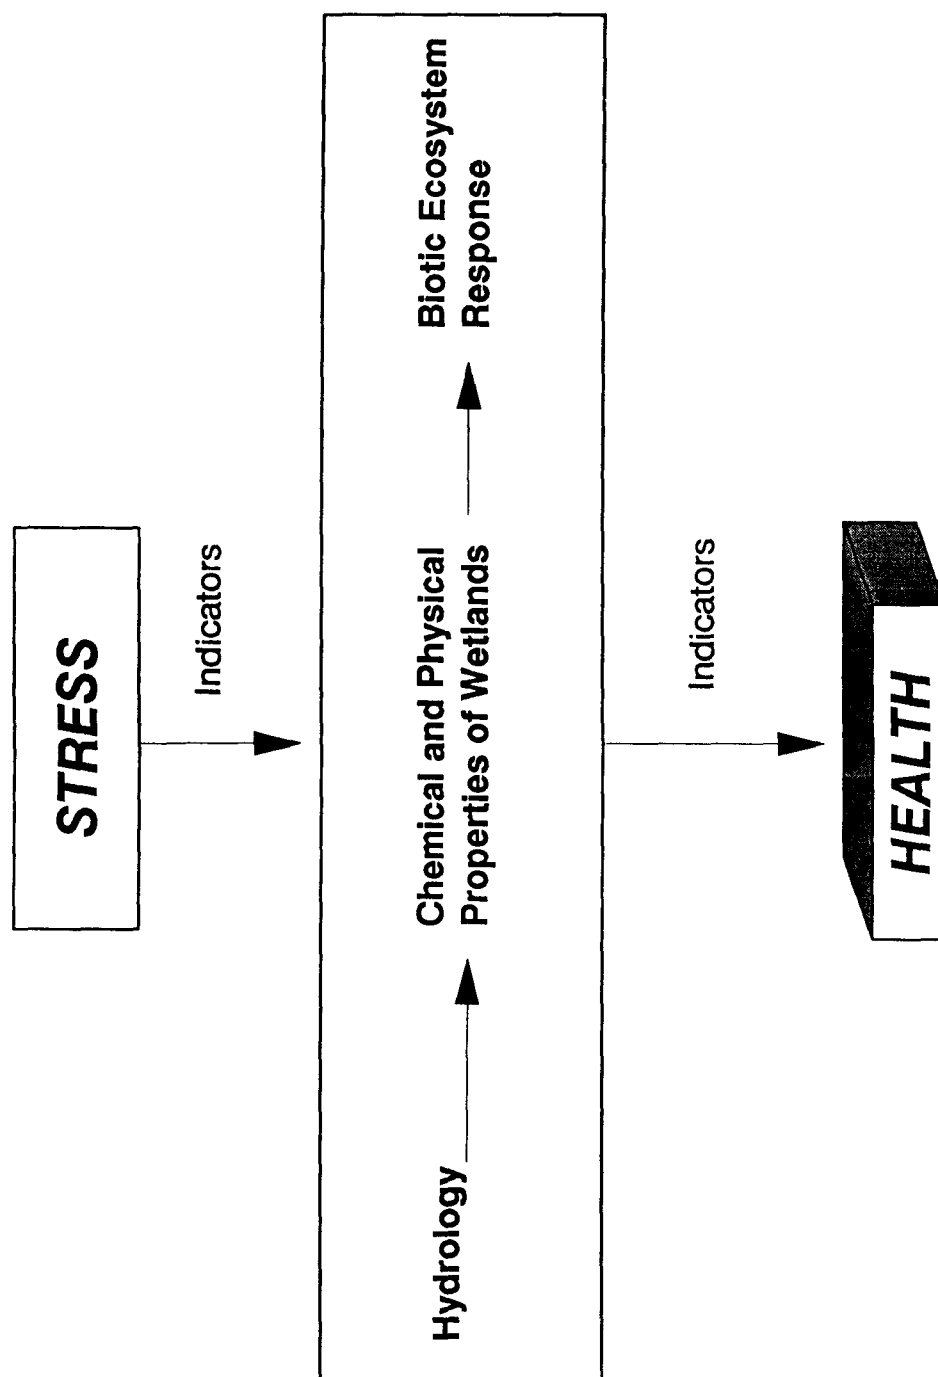 STRESS
Indicators
Hydrology
Chemical and Physical
Properties of Wetlands
Biotic Ecosystem
Response
Indicators
HEALTH